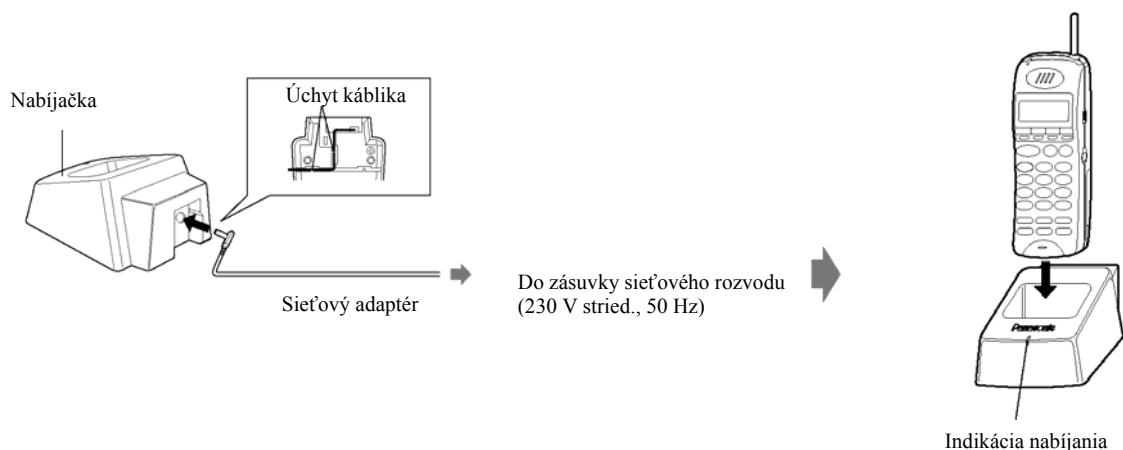 Nabíjačka
Úchyt káblika
Sieťový adaptér
Do zásuvky sieťového rozvodu
(230 V stried., 50 Hz)
Panasonic
Indikácia nabíjania